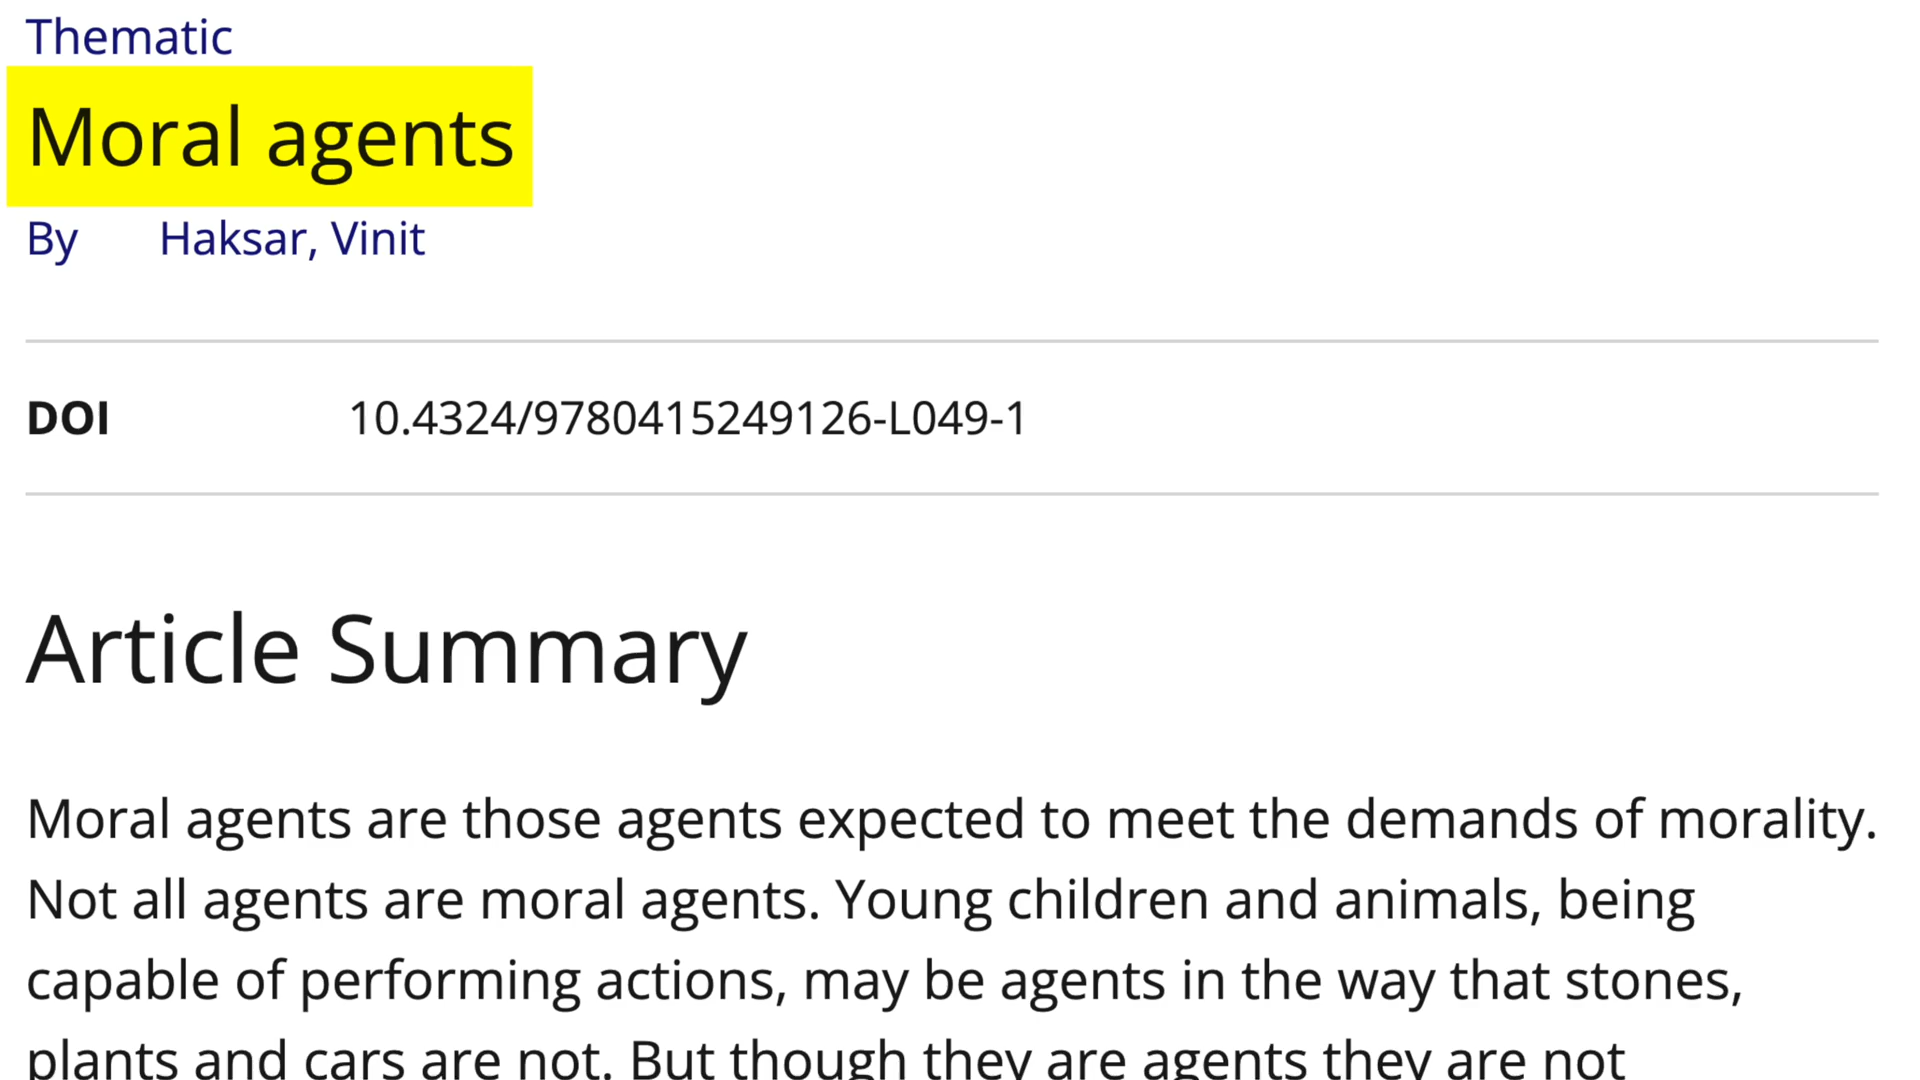 Thematic
Moral agents
By Haksar, Vinit
DOI 10.4324/9780415249126-L049-1
Article Summary
Moral agents are those agents expected to meet the demands of morality.
Not all agents are moral agents. Young children and animals, being
capable of performing actions, may be agents in the way that stones,
plants and cars are not. But though they are agents they are not